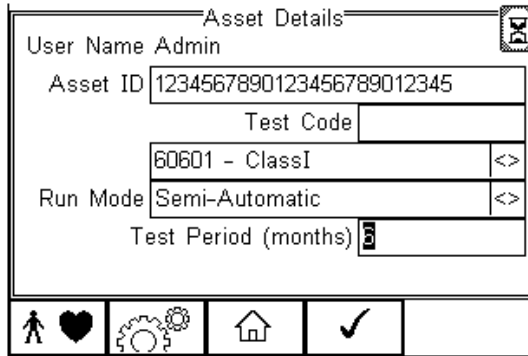 Asset Details
User Name Admin
Asset ID 1234567890123456789012345
Test Code
60601 - ClassI <>
Run Mode Semi-Automatic <>
Test Period (months) 6